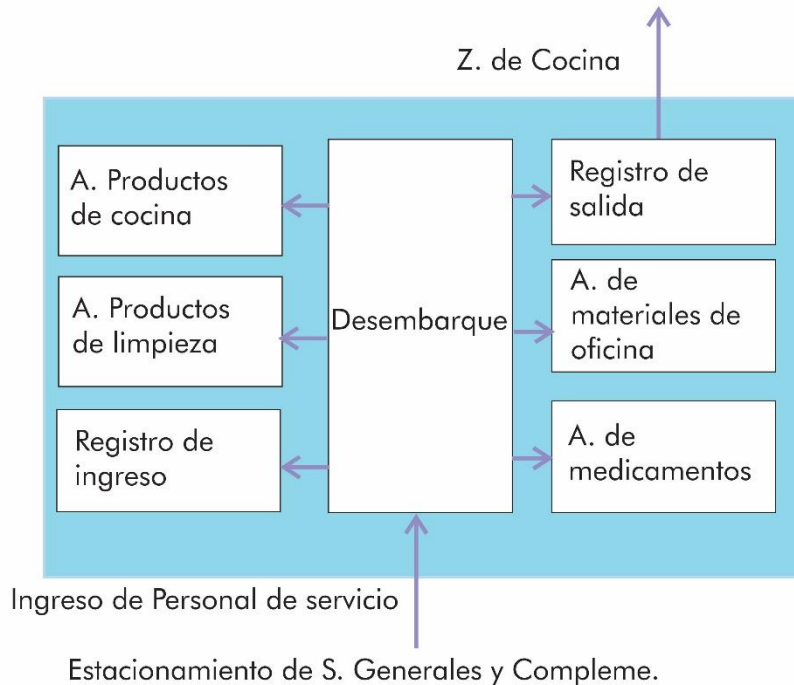 Z. de Cocina
A. Productos
de cocina
A. Productos
de limpieza
Registro de
ingreso
Desembarque
Registro de
salida
A. de
materiales de
oficina
A. de
medicamentos
Ingreso de Personal de servicio
Estacionamiento de S. Generales y Compleme.